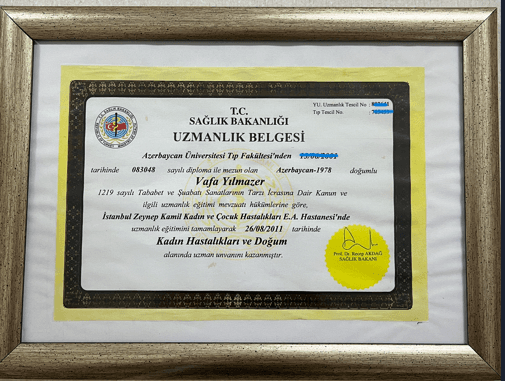 T.C.
SAĞLIK BAKANLIĞI
UZMANLIK BELGESİ
Y.U. Uzmanlık Tescil No
Tıp Tescil No.
Azerbaycan Üniversitesi Tıp Fakültesi'nden
tarihinde 083048 sayılı diploma ile mezun olan Azerbaycan-1978 doğumlu
Vafa Yılmazer
1219 sayılı Tababet ve Şuabatı Sanatlarının Tarzı İcrasına Dair Kanun ve
ilgili uzmanlık eğitimi mevzuatı hükümlerine göre,
İstanbul Zeynep Kamil Kadın ve Çocuk Hastalıkları E.A. Hastanesi'nde
uzmanlık eğitimini tamamlayarak 26/08/2011 tarihinde
Kadın Hastalıkları ve Doğum
alanında uzman unvanını kazanmıştır.
Prof. Dr. Recep AKDAĞ
SAĞLIK BAKANI